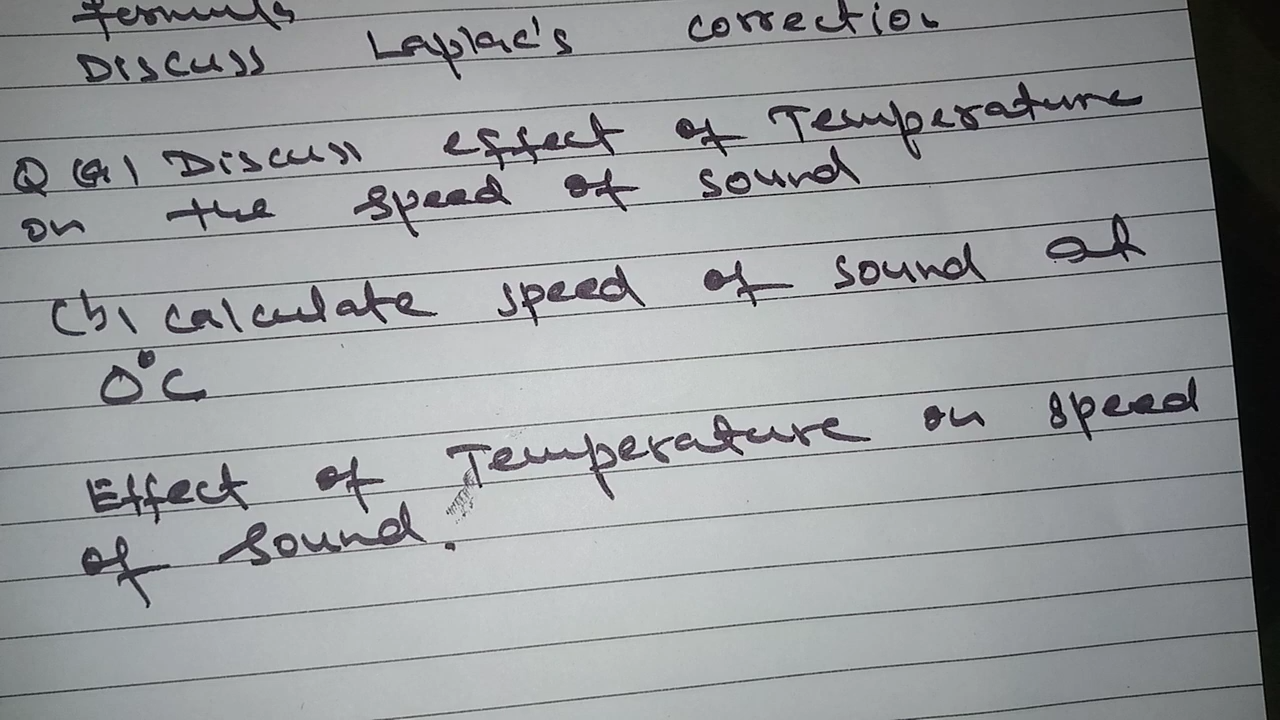 formula
Discuss Laplac's correction
Q (a) Discuss effect of Temperature
on the speed of sound
(b) calculate speed of sound at
0°C
Effect of Temperature on speed
of sound.